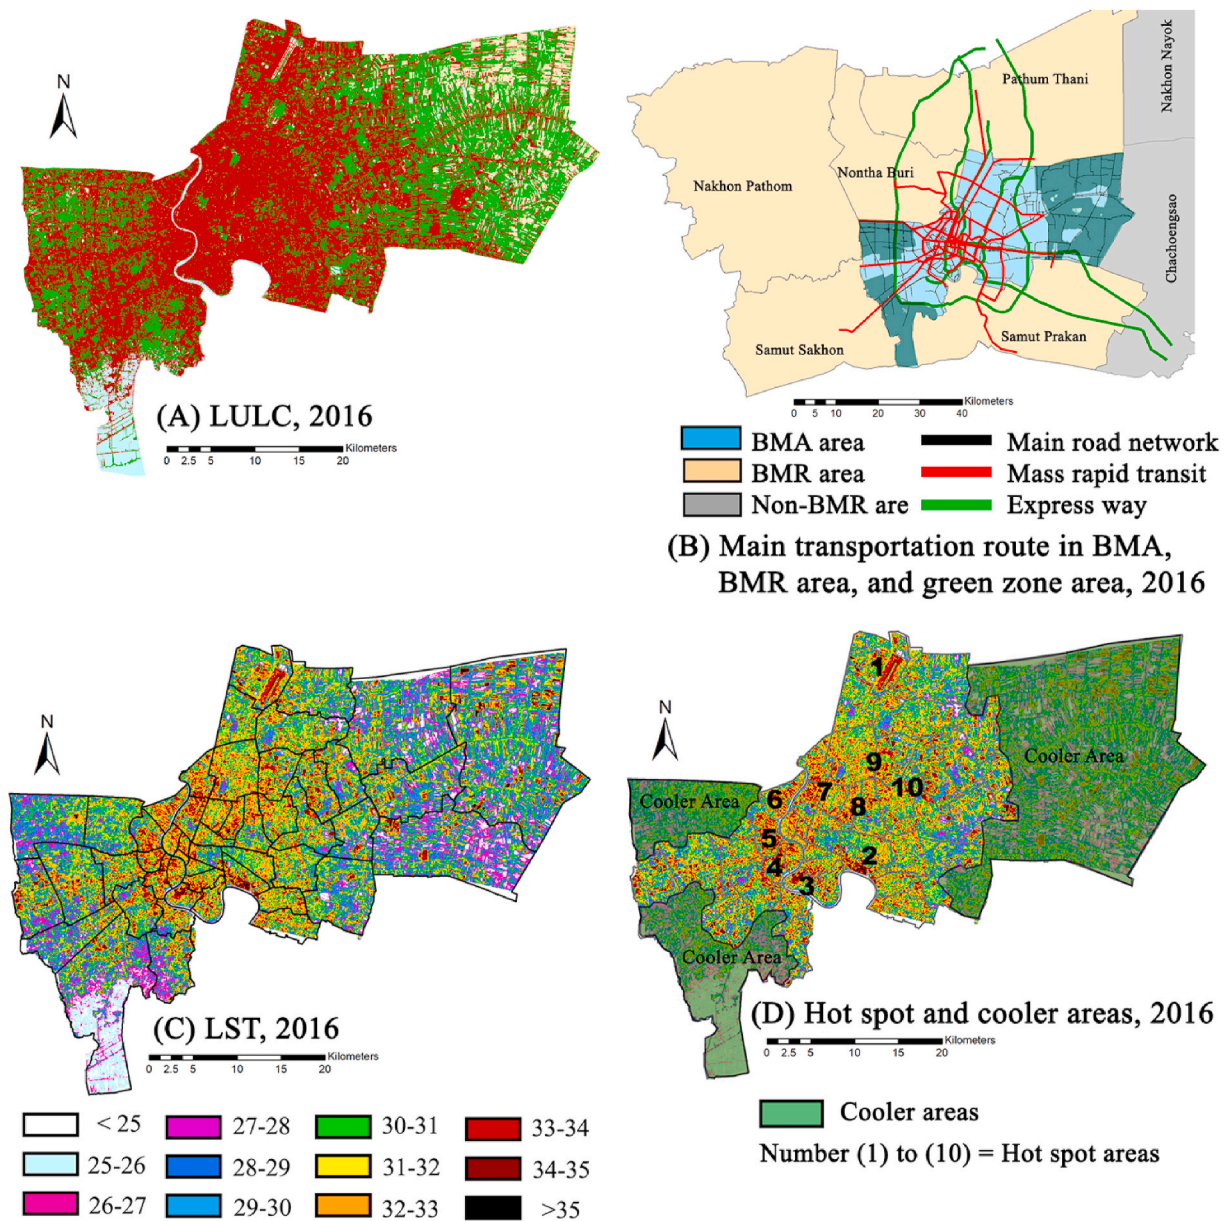 N
(A) LULC, 2016
Kilometers
0 2.5 5 10 15 20
Nakhon Nayok
Pathum Thani
Nontha Buri
Nakhon Pathom
Chachoengsao
Samut Prakan
Samut Sakhon
Kilometers
0 5 10 20 30 40
BMA area
BMR area
Non-BMR are
Main road network
Mass rapid transit
Express way
(B) Main transportation route in BMA,
BMR area, and green zone area, 2016
N
(C) LST, 2016
Kilometers
0 2.5 5 10 15 20
< 25
25-26
26-27
27-28
28-29
29-30
30-31
31-32
32-33
33-34
34-35
>35
N
1
Cooler Area
9
10
Cooler Area
6
7
8
5
4
2
3
Cooler Area
(D) Hot spot and cooler areas, 2016
Kilometers
0 2.5 5 10 15 20
Cooler areas
Number (1) to (10) = Hot spot areas